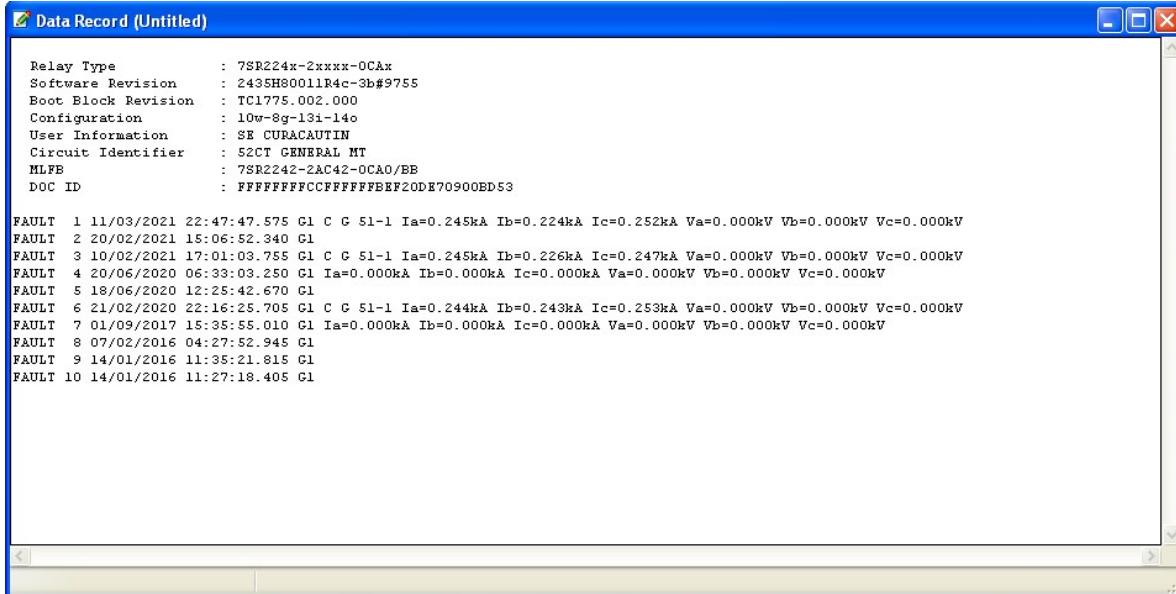 Data Record (Untitled)
Relay Type : 7SR224x-2xxxx-0CAx
Software Revision : 2435H80011R4c-3b#9755
Boot Block Revision : TC1775.002.000
Configuration : 10w-8g-13i-14o
User Information : SE CURACAUTIN
Circuit Identifier : 52CT GENERAL MT
MLFB : 7SR2242-2AC42-0CA0/BB
DOC ID : FFFFFFFFCCFFFFFFBEF20DE70900BD53
FAULT 1 11/03/2021 22:47:47.575 G1 C G 51-1 Ia=0.245kA Ib=0.224kA Ic=0.252kA Va=0.000kV Vb=0.000kV Vc=0.000kV
FAULT 2 20/02/2021 15:06:52.340 G1
FAULT 3 10/02/2021 17:01:03.755 G1 C G 51-1 Ia=0.245kA Ib=0.226kA Ic=0.247kA Va=0.000kV Vb=0.000kV Vc=0.000kV
FAULT 4 20/06/2020 06:33:03.250 G1 Ia=0.000kA Ib=0.000kA Ic=0.000kA Va=0.000kV Vb=0.000kV Vc=0.000kV
FAULT 5 18/06/2020 12:25:42.670 G1
FAULT 6 21/02/2020 22:16:25.705 G1 C G 51-1 Ia=0.244kA Ib=0.243kA Ic=0.253kA Va=0.000kV Vb=0.000kV Vc=0.000kV
FAULT 7 01/09/2017 15:35:55.010 G1 Ia=0.000kA Ib=0.000kA Ic=0.000kA Va=0.000kV Vb=0.000kV Vc=0.000kV
FAULT 8 07/02/2016 04:27:52.945 G1
FAULT 9 14/01/2016 11:35:21.815 G1
FAULT 10 14/01/2016 11:27:18.405 G1